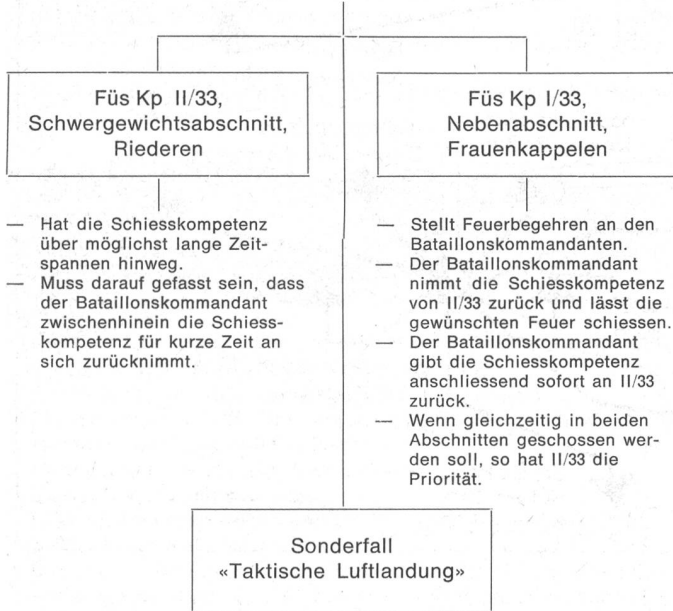 Füs Kp II/33,
Schwergewichtsabschnitt,
Riederen
— Hat die Schiesskompetenz
über möglichst lange Zeit-
spannen hinweg.
— Muss darauf gefasst sein, dass
der Bataillonskommandant
zwischenhinein die Schiess-
kompetenz für kurze Zeit an
sich zurücknimmt.
Füs Kp I/33,
Nebenabschnitt,
Frauenkappelen
— Stellt Feuerbegehren an den
Bataillonskommandanten.
— Der Bataillonskommandant
nimmt die Schiesskompetenz
von II/33 zurück und lässt die
gewünschten Feuer schiessen.
— Der Bataillonskommandant
gibt die Schiesskompetenz
anschliessend sofort an II/33
zurück.
— Wenn gleichzeitig in beiden
Abschnitten geschossen wer-
den soll, so hat II/33 die
Priorität.
Sonderfall
«Taktische Luftlandung»